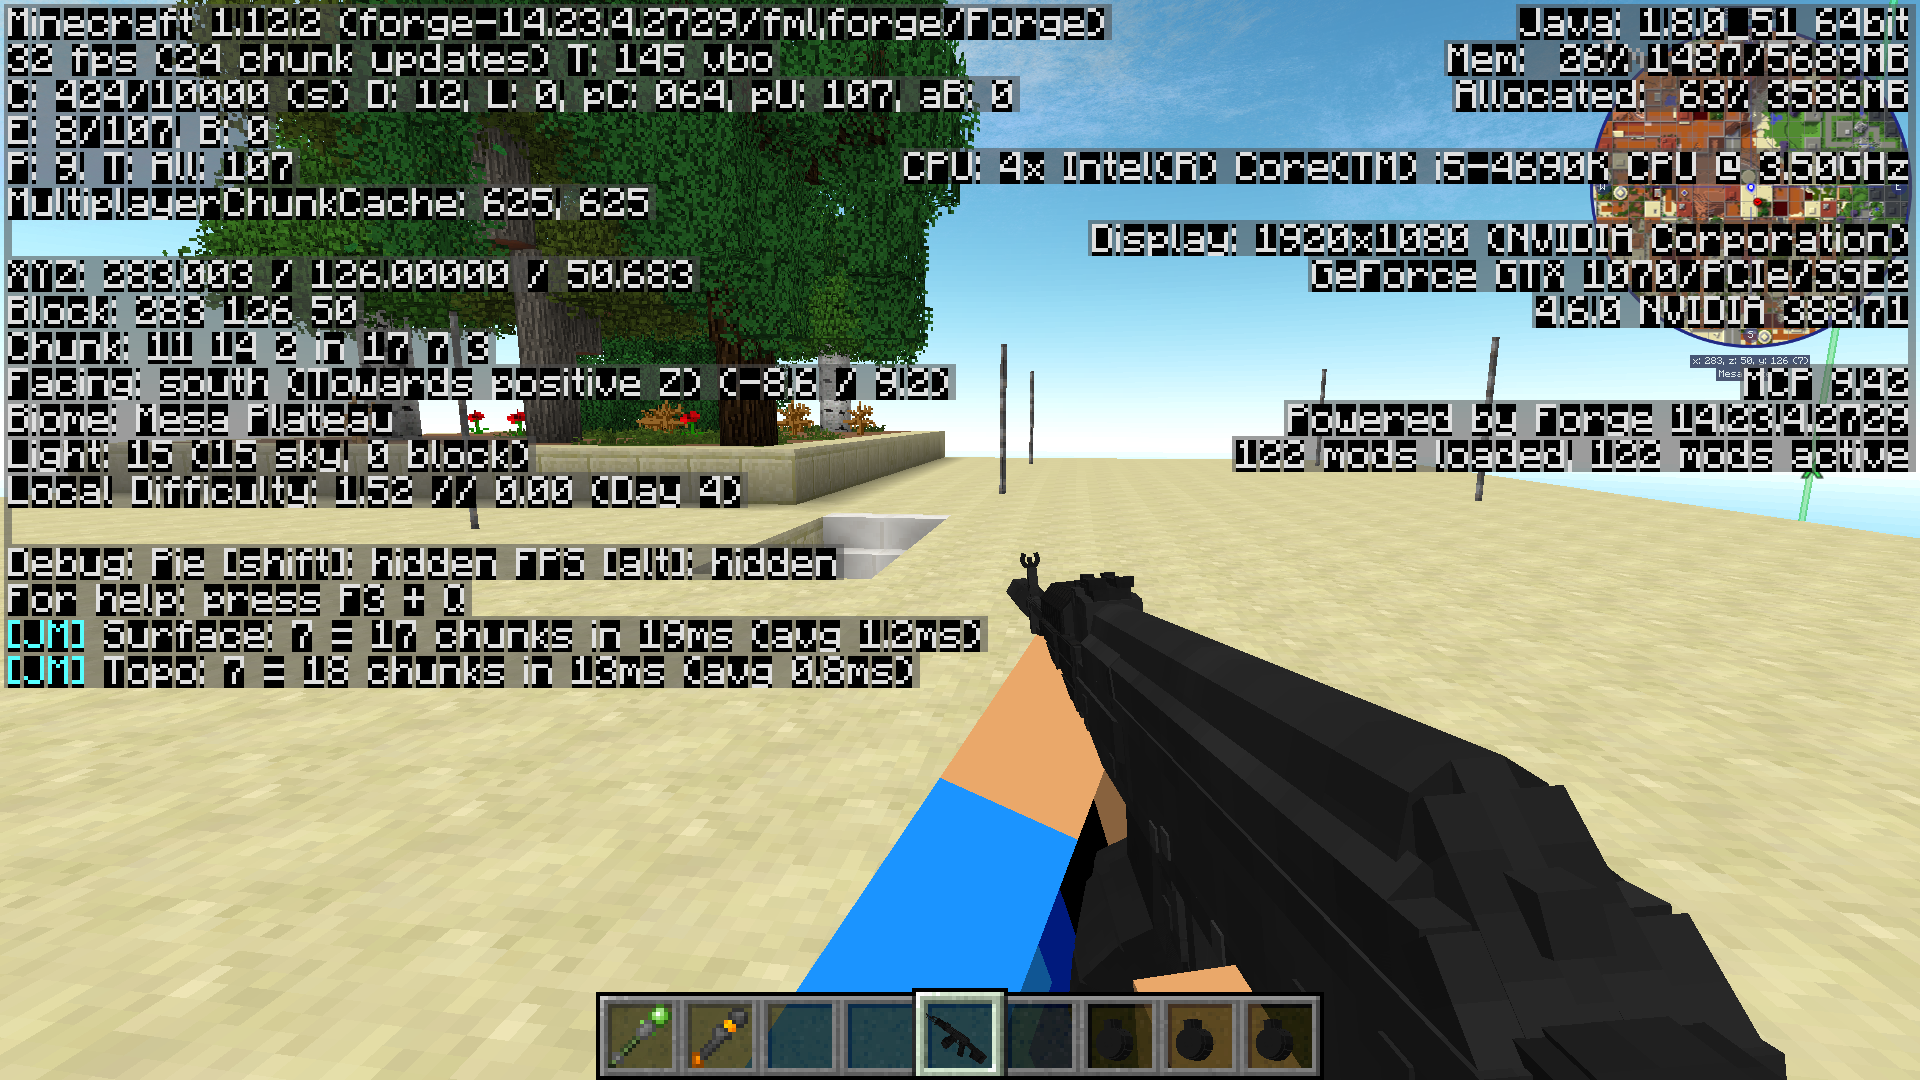 Minecraft 1.12.2 (forge-14.23.4.2729/fml,forge/Forge)
32 fps (24 chunk updates) T: 145 vbo
C: 424/10000 (s) D: 12, L: 0, pC: 064, pU: 107, aB: 0
E: 8/107, B: 0
P: 9. T: All: 107
MultiplayerChunkCache: 625, 625
XYZ: 283.003 / 126.00000 / 50.683
Block: 283 126 50
Chunk: 11 14 2 in 17 7 3
Facing: south (Towards positive Z) (-8.6 / 9.2)
Biome: Mesa Plateau
Light: 15 (15 sky, 0 block)
Local Difficulty: 1.52 // 0.00 (Day 4)
Debug: Pie [shift]: hidden FPS [alt]: hidden
For help: press F3 + Q
[JM] Surface: 7 = 17 chunks in 19ms (avg 1.2ms)
[JM] Topo: 7 = 18 chunks in 13ms (avg 0.8ms)
Java: 1.8.0_51 64bit
Mem: 26% 1487/5689MB
Allocated: 63% 3586MB
CPU: 4x Intel(R) Core(TM) i5-4690K CPU @ 3.50GHz
Display: 1920x1080 (NVIDIA Corporation)
GeForce GTX 1070/PCIe/SSE2
4.6.0 NVIDIA 388.71
x: 283, z: 50, y: 126 (7)
Mesa
MCP 9.42
Powered by Forge 14.23.4.2729
122 mods loaded, 122 mods active